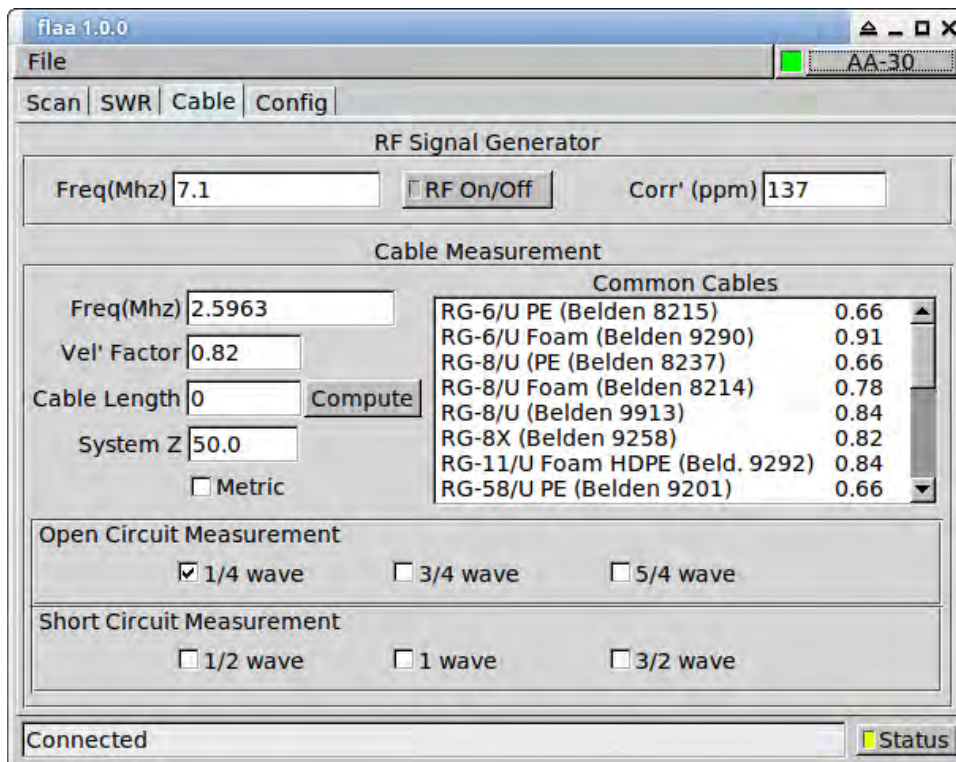 flaa 1.0.0
File AA-30
Scan SWR Cable Config
RF Signal Generator
Freq(Mhz) 7.1 RF On/Off Corr' (ppm) 137
Cable Measurement
Common Cables
Freq(Mhz) 2.5963
Vel' Factor 0.82
Cable Length 0 Compute
System Z 50.0
Metric
RG-6/U PE (Belden 8215) 0.66
RG-6/U Foam (Belden 9290) 0.91
RG-8/U (PE (Belden 8237) 0.66
RG-8/U Foam (Belden 8214) 0.78
RG-8/U (Belden 9913) 0.84
RG-8X (Belden 9258) 0.82
RG-11/U Foam HDPE (Beld. 9292) 0.84
RG-58/U PE (Belden 9201) 0.66
Open Circuit Measurement
1/4 wave 3/4 wave 5/4 wave
Short Circuit Measurement
1/2 wave 1 wave 3/2 wave
Connected Status